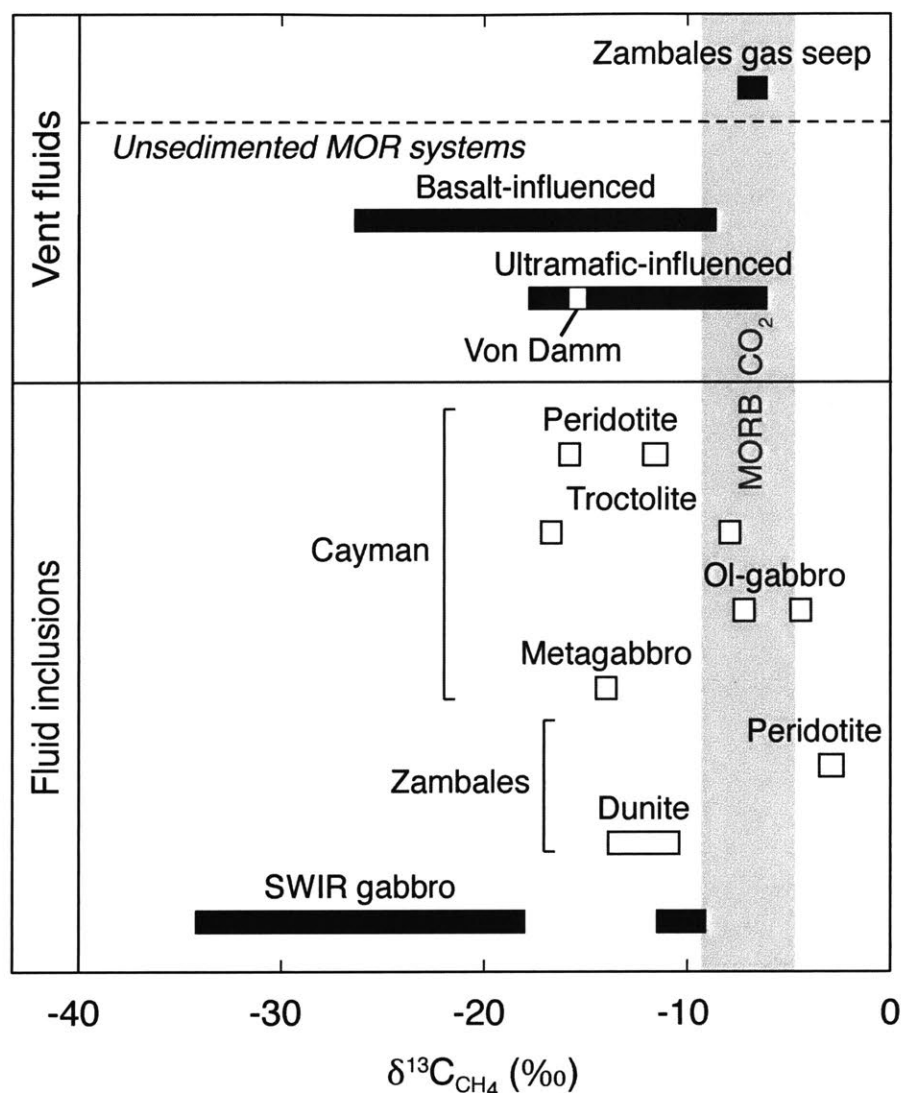 Zambales gas seep
Vent fluids
Unsedimented MOR systems
Basalt-influenced
Ultramafic-influenced
Von Damm
MORB CO₂
Fluid inclusions
Peridotite
Troctolite
Cayman
Ol-gabbro
Metagabbro
Peridotite
Zambales
Dunite
SWIR gabbro
-40 -30 -20 -10 0
δ¹³C_CH₄ (‰)